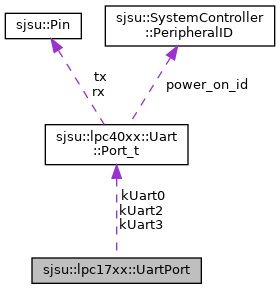 sjsu::Pin
sjsu::SystemController
::PeripheralID
tx
rx
power_on_id
sjsu::lpc40xx::Uart
::Port_t
kUart0
kUart2
kUart3
sjsu::lpc17xx::UartPort